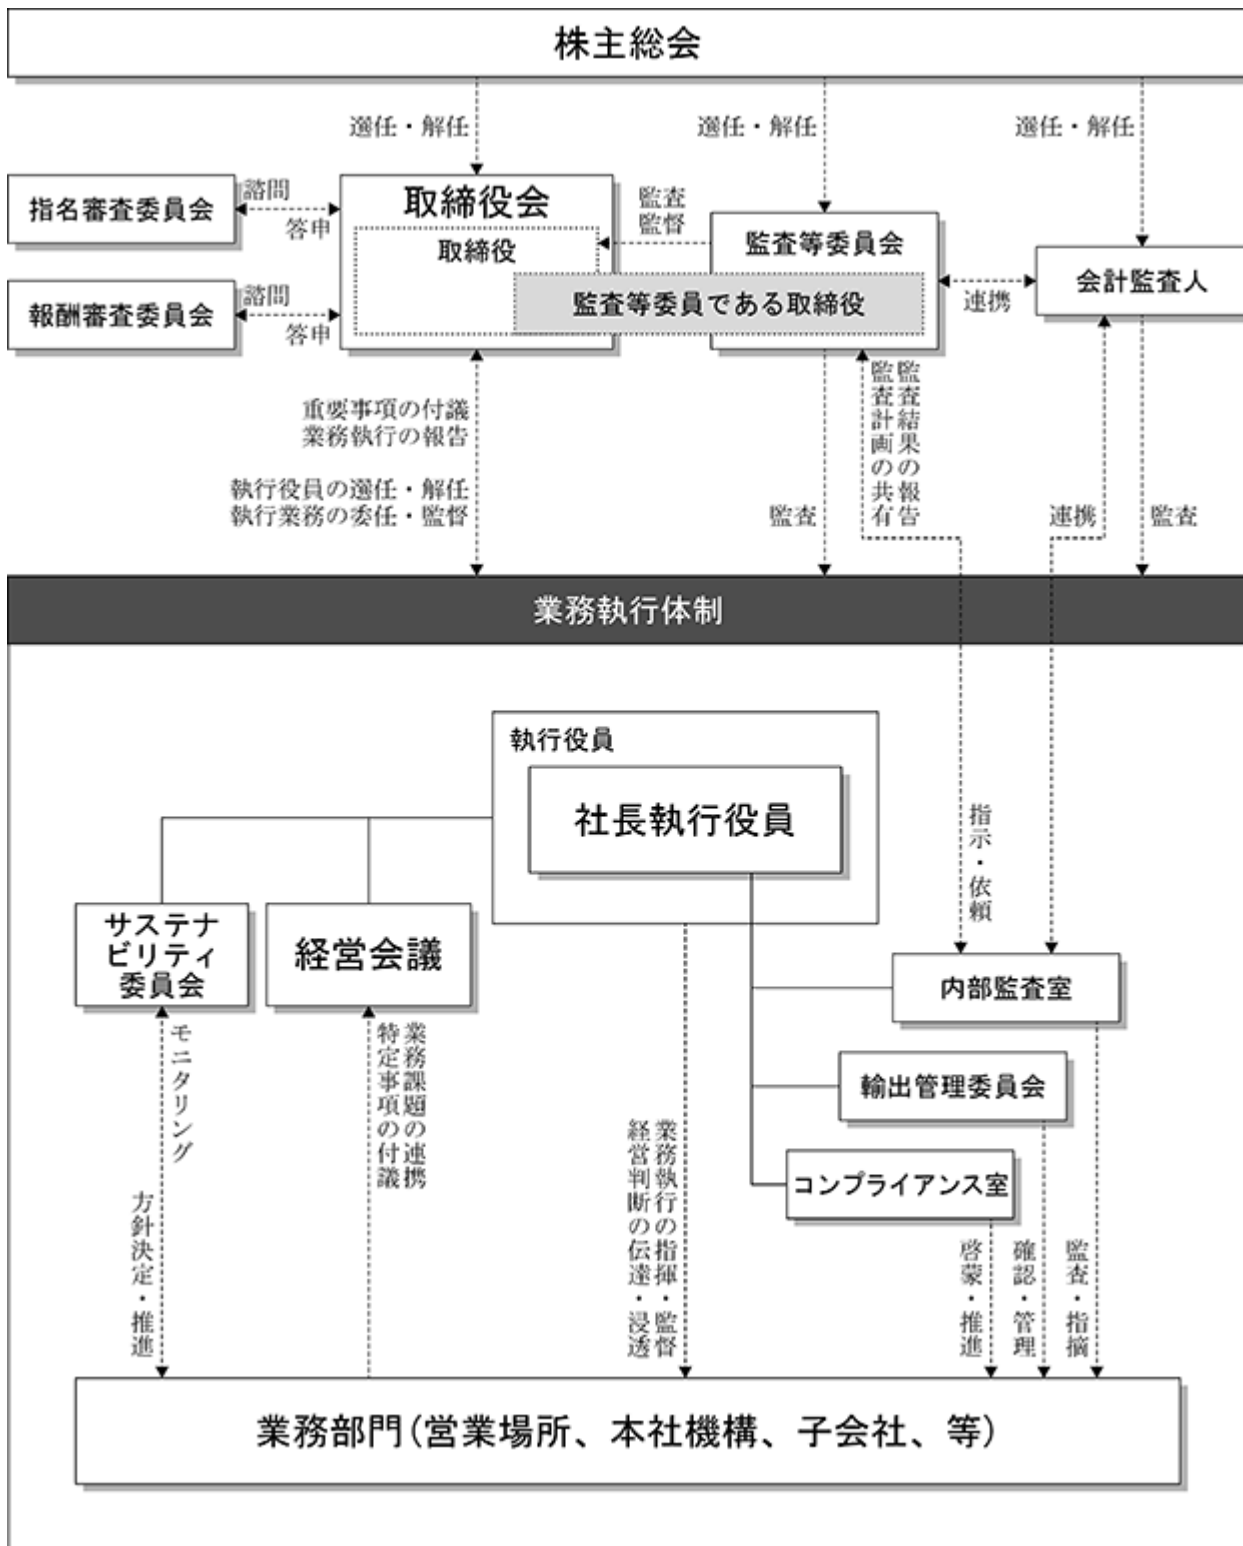 株主総会
選任・解任
選任・解任
選任・解任
指名審査委員会
諮問
答申
取締役会
取締役
監査
監督
監査等委員会
監査等委員である取締役
連携
会計監査人
報酬審査委員会
諮問
答申
重要事項の付議
業務執行の報告
執行役員の選任・解任
執行業務の委任・監督
監査
監査結果の報告
監査計画の共有
連携
監査
業務執行体制
執行役員
社長執行役員
指示・依頼
サステナ
ビリティ
委員会
経営会議
内部監査室
輸出管理委員会
コンプライアンス室
モニタリング
方針決定・推進
業務課題の連携
特定事項の付議
業務執行の指揮・監督
経営判断の伝達・浸透
啓蒙・推進
確認・管理
監査・指摘
業務部門(営業場所、本社機構、子会社、等)